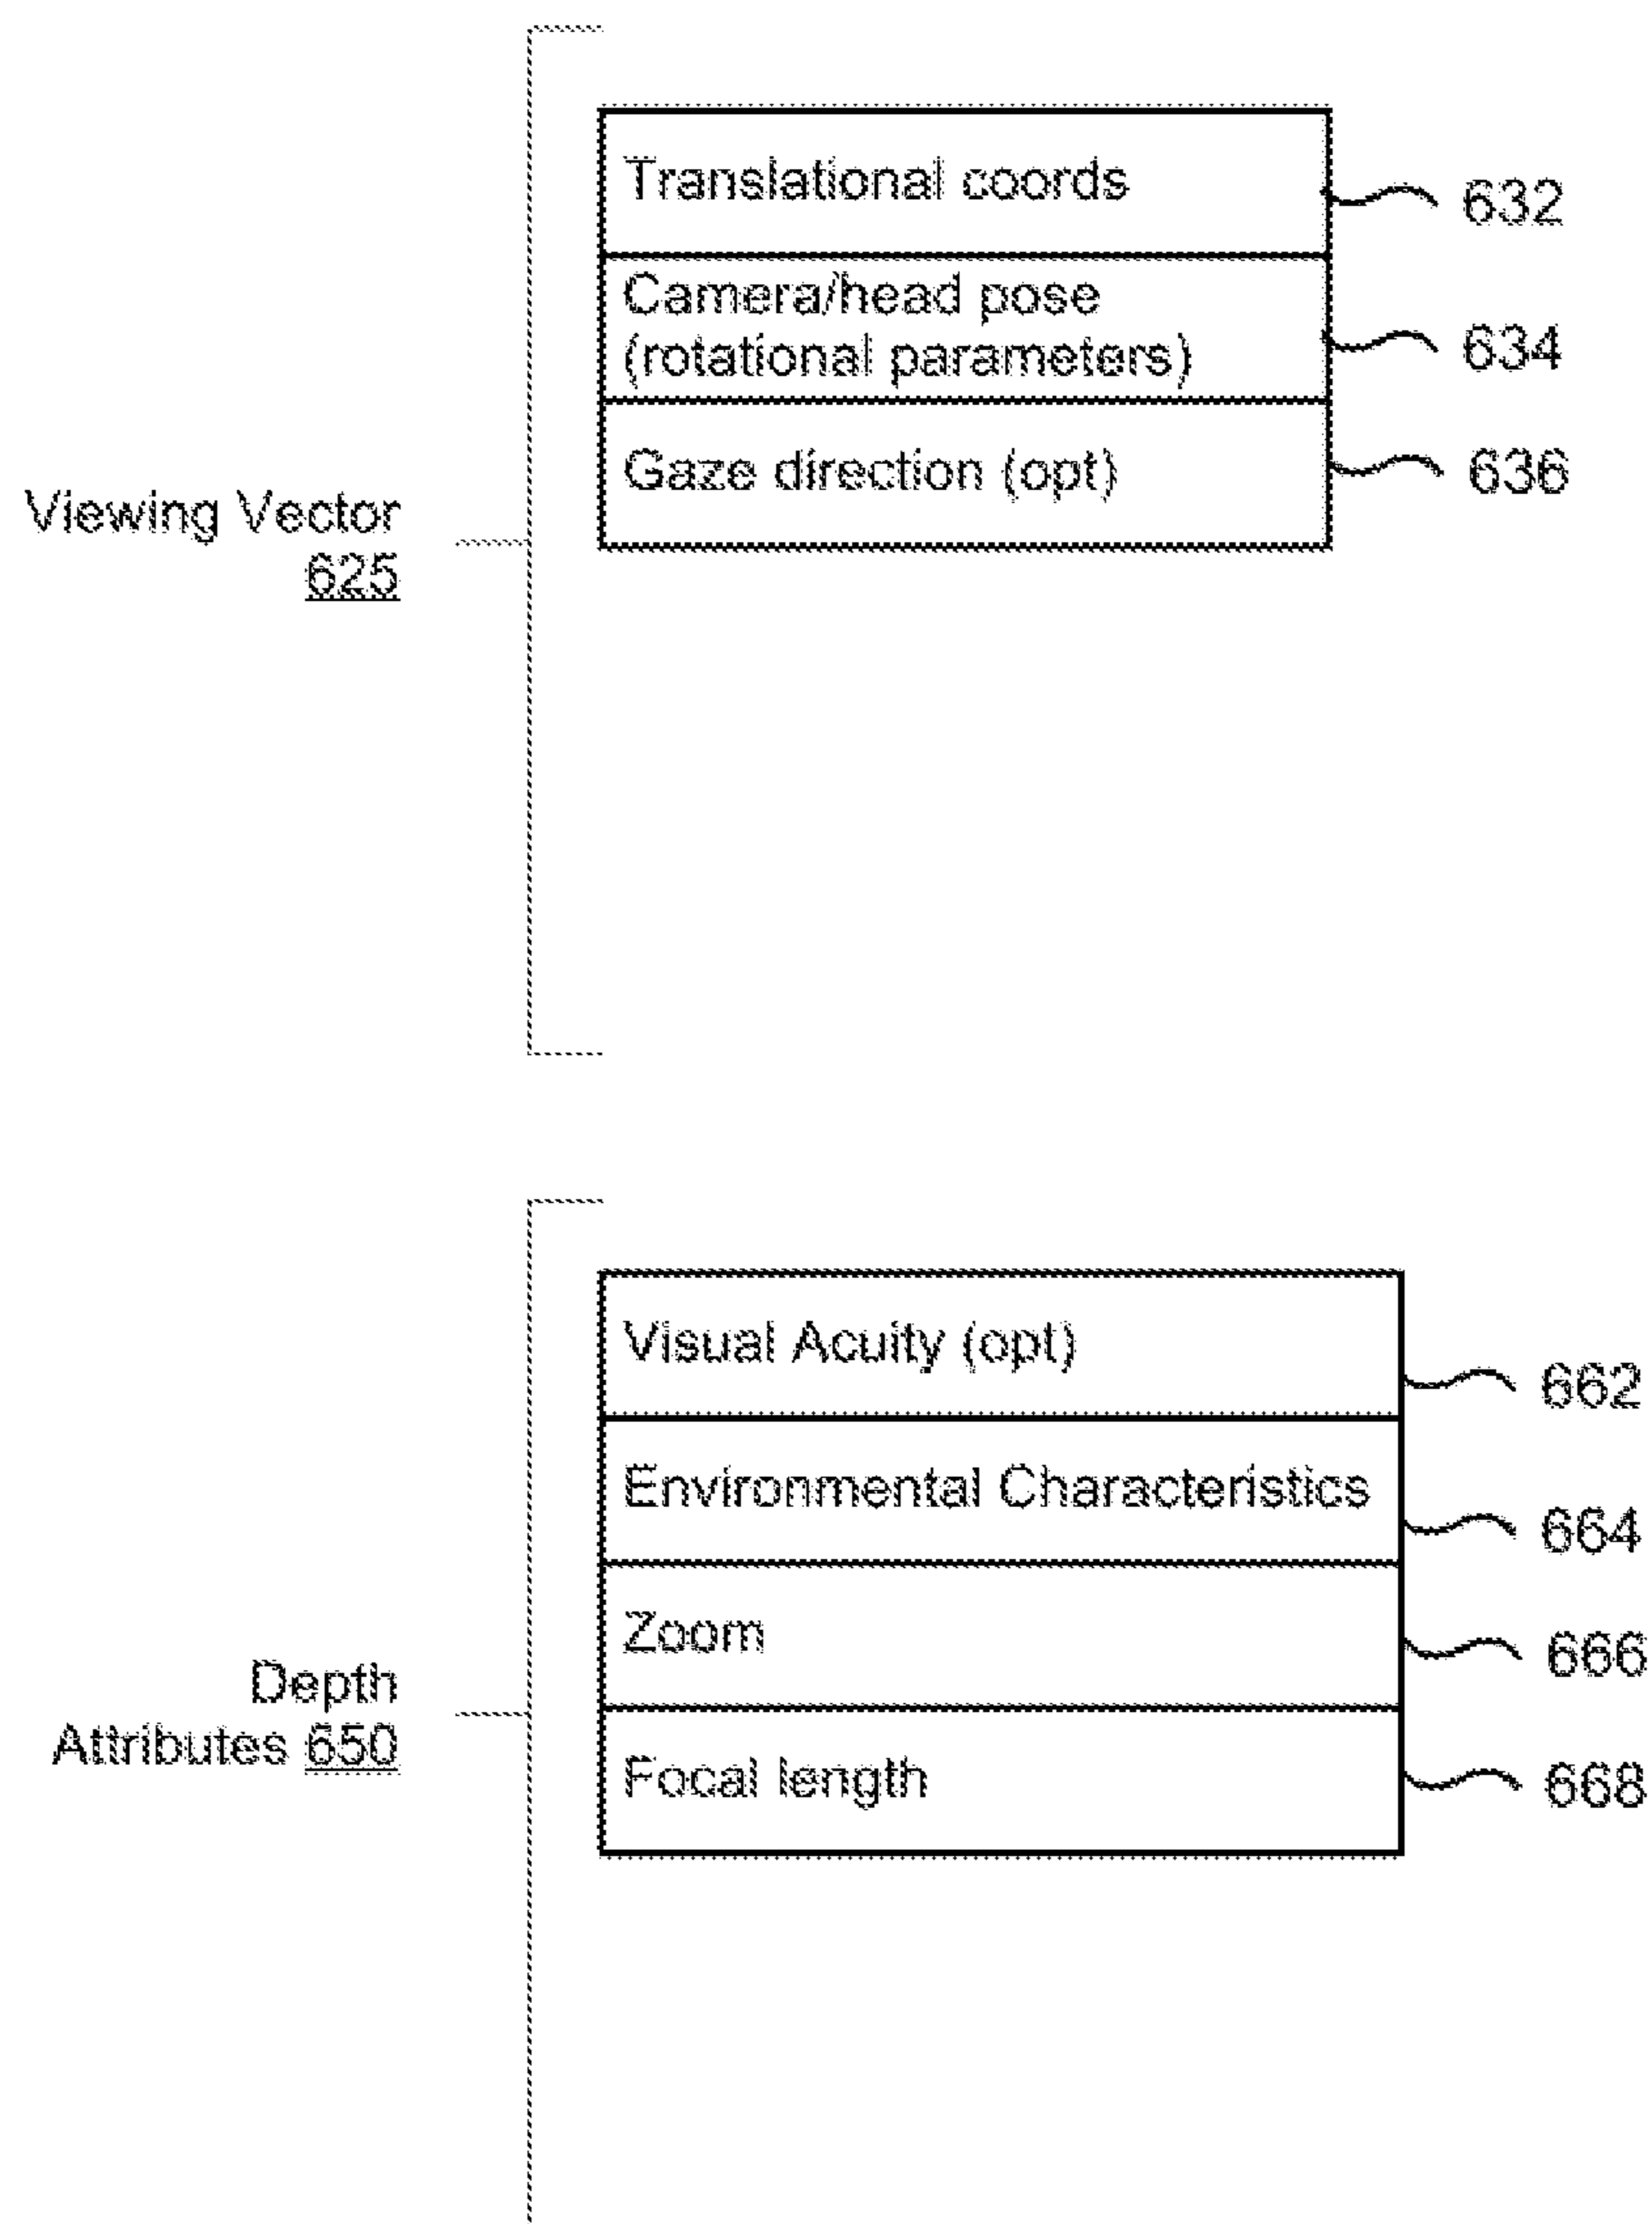 Translational coords
632
Camera/head pose
(rotational parameters)
634
Gaze direction (opt)
636
Viewing Vector
625
Visual Acuity (opt)
662
Environmental Characteristics
664
Zoom
666
Depth
Attributes 650
Focal length
668